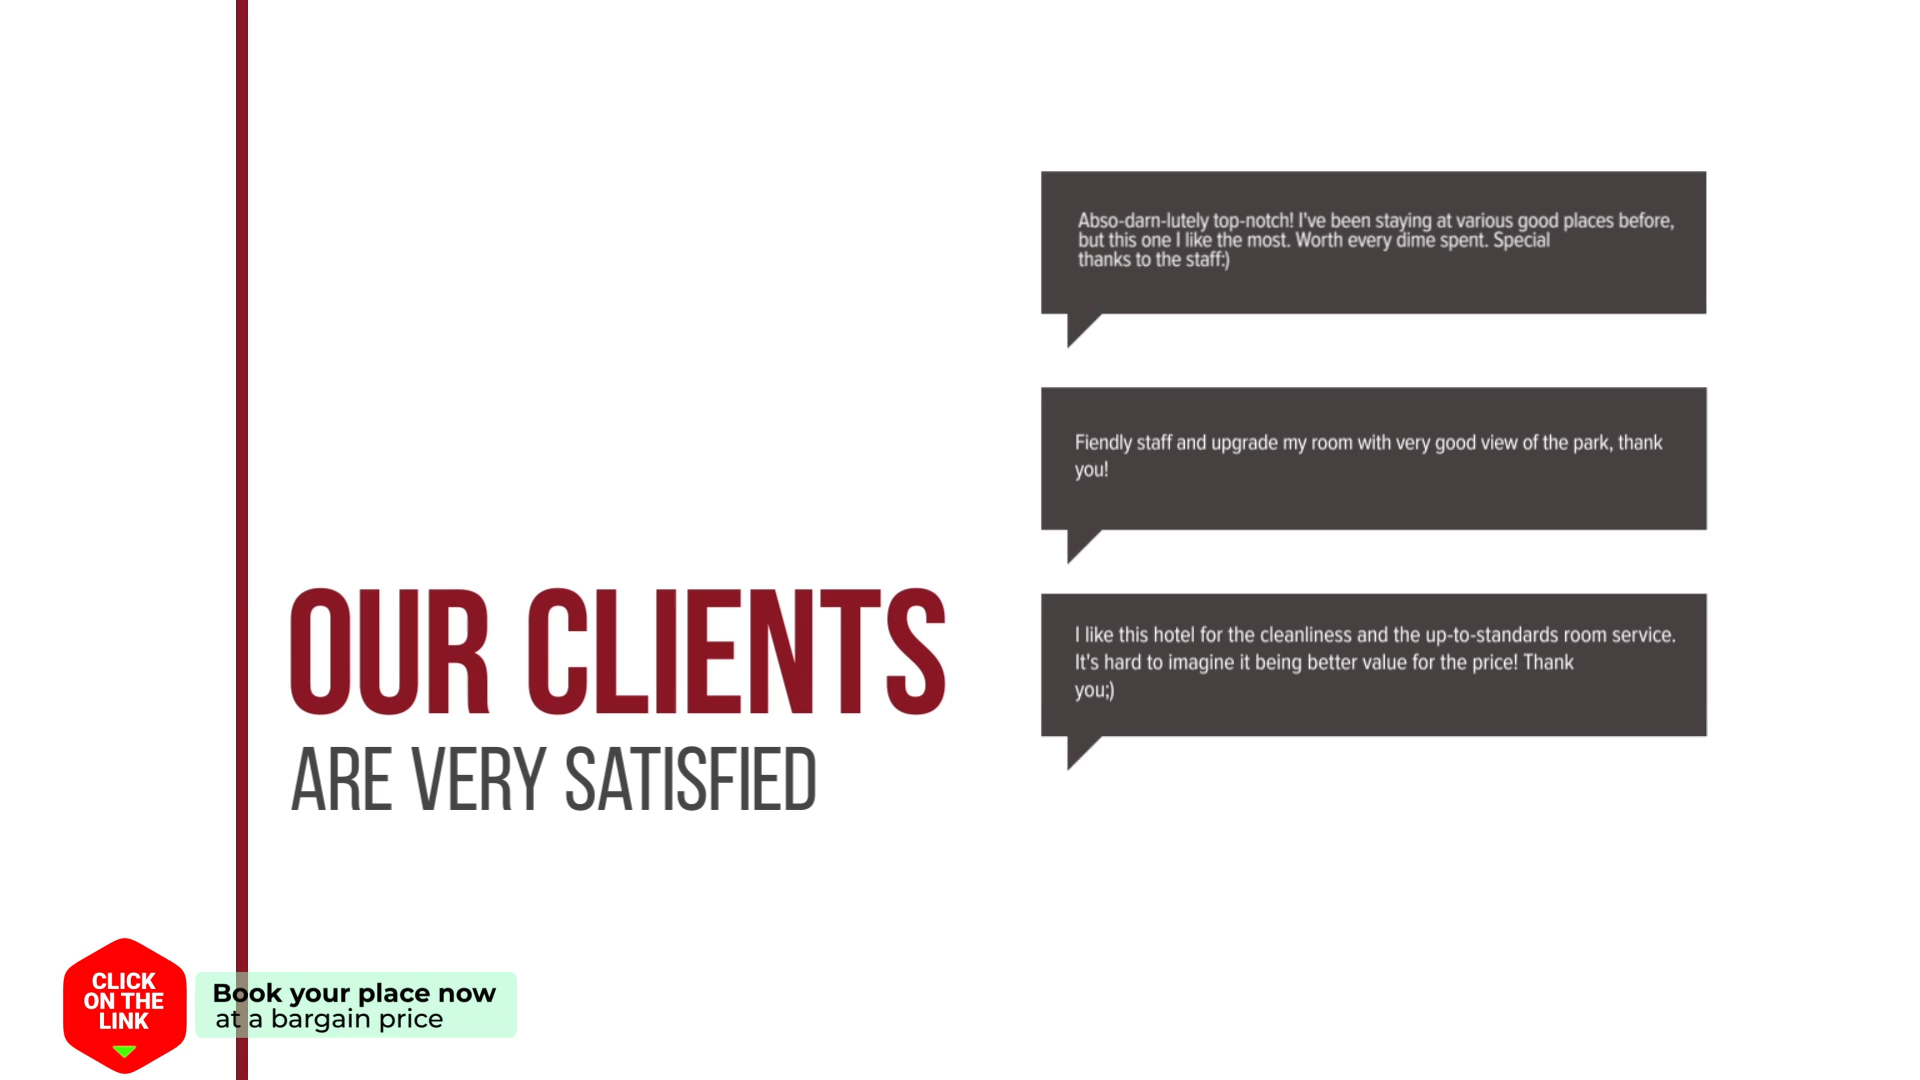 Abso-darn-lutely top-notch! I've been staying at various good places before,
but this one I like the most. Worth every dime spent. Special
thanks to the staff:)
Fiendly staff and upgrade my room with very good view of the park, thank
you!
I like this hotel for the cleanliness and the up-to-standards room service.
It's hard to imagine it being better value for the price! Thank
you;)
OUR CLIENTS
ARE VERY SATISFIED
CLICK
ON THE
LINK
Book your place now
at a bargain price